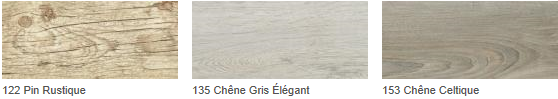 122 Pin Rustique
135 Chêne Gris Élégant
153 Chêne Celtique